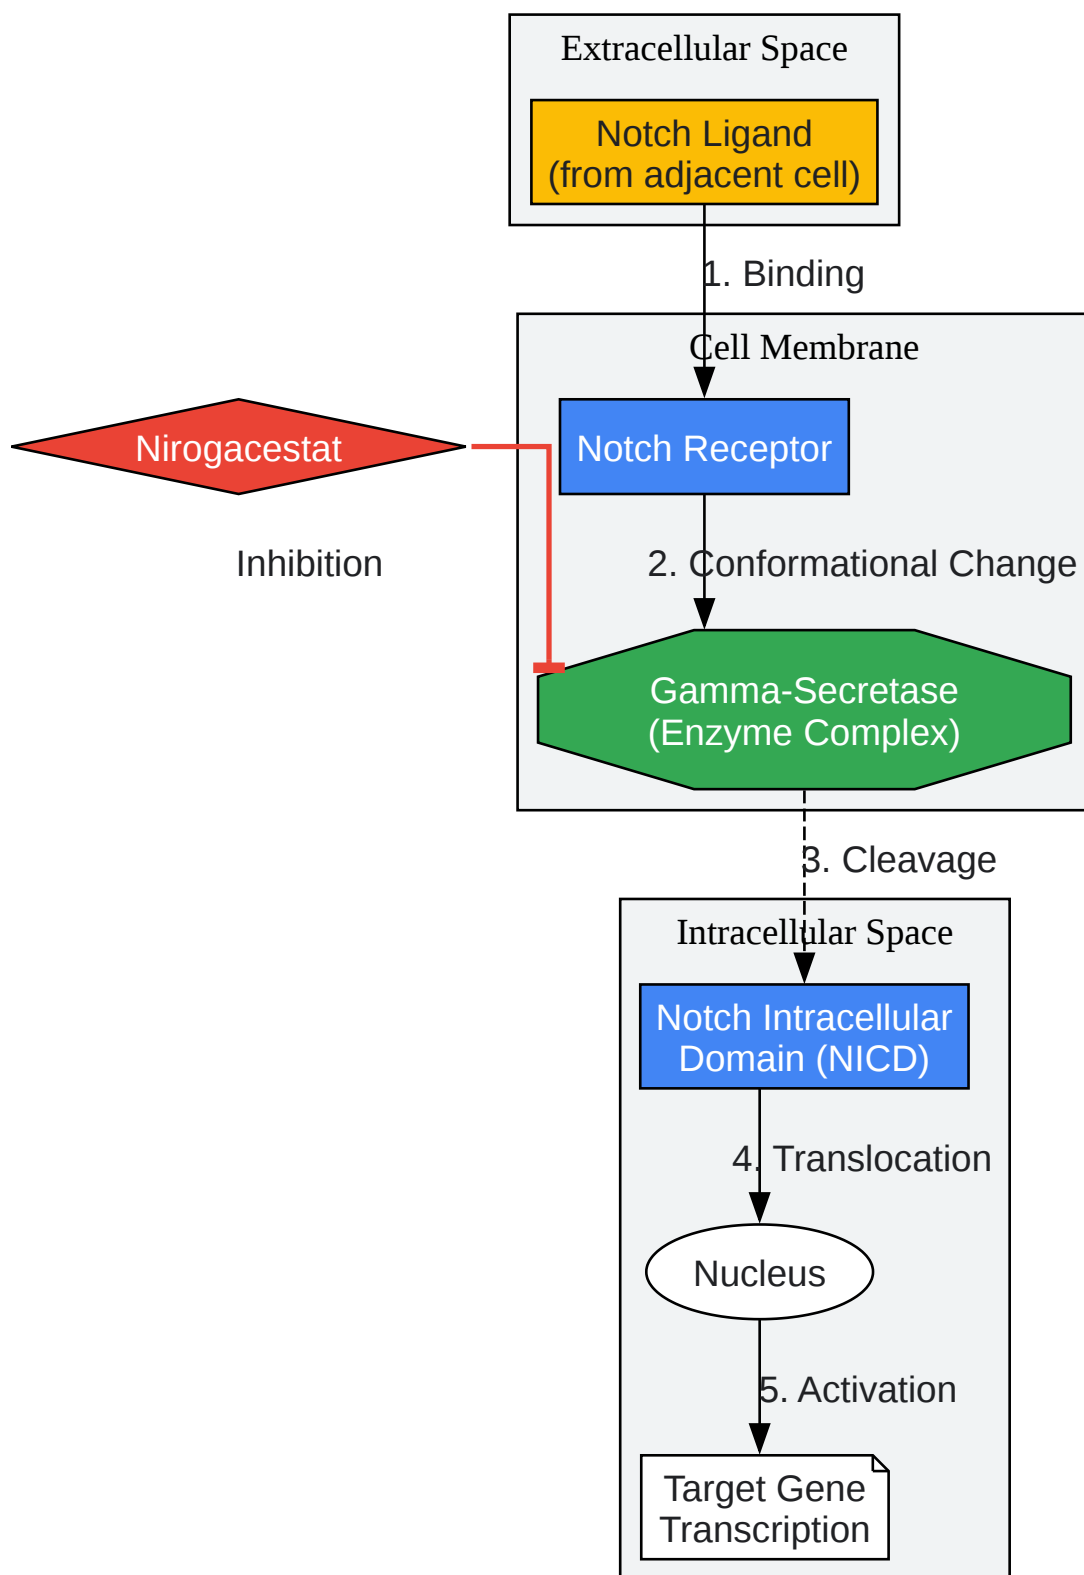 Extracellular Space
Notch Ligand
(from adjacent cell)
1. Binding
Cell Membrane
Nirogacestat
Notch Receptor
Inhibition
2. Conformational Change
Gamma-Secretase
(Enzyme Complex)
3. Cleavage
Intracellular Space
Notch Intracellular
Domain (NICD)
4. Translocation
Nucleus
5. Activation
Target Gene
Transcription